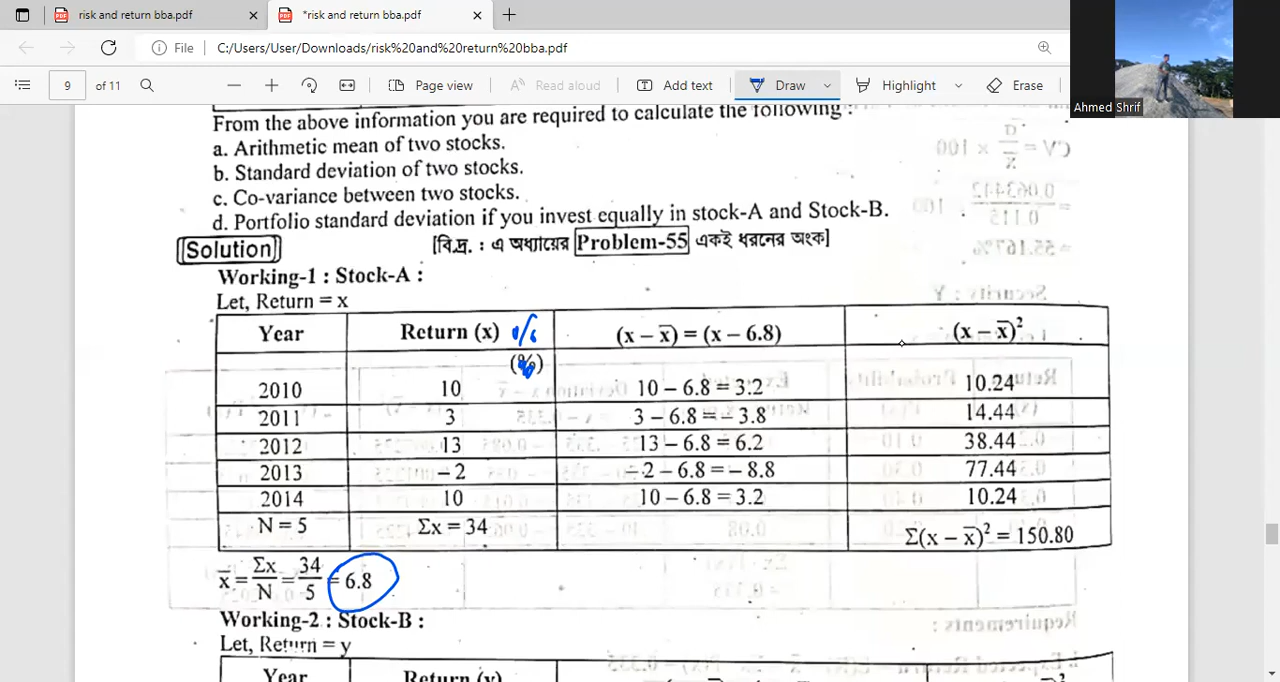 risk and return bba.pdf
*risk and return bba.pdf
File
C:/Users/User/Downloads/risk%20and%20return%20bba.pdf
9 of 11
Page view
Read aloud
Add text
Draw
Highlight
Erase
Ahmed Shrif
From the above information you are required to calculate the following :
a. Arithmetic mean of two stocks.
b. Standard deviation of two stocks.
c. Co-variance between two stocks.
d. Portfolio standard deviation if you invest equally in stock-A and Stock-B.
Solution
[বি.দ্র. : এ অধ্যায়ের Problem-55 একই ধরনের অংক]
Working-1 : Stock-A :
Let, Return = x
Year Return (x) % (x − x̄) = (x − 6.8) (x − x̄)²
(%)
2010 10 10 − 6.8 = 3.2 10.24
2011 3 3 − 6.8 = − 3.8 14.44
2012 13 13 − 6.8 = 6.2 38.44
2013 − 2 − 2 − 6.8 = − 8.8 77.44
2014 10 10 − 6.8 = 3.2 10.24
N = 5 Σx = 34 Σ(x − x̄)² = 150.80
x̄ = Σx/N = 34/5 = 6.8
Working-2 : Stock-B :
Let, Return = y
Year Return (y)